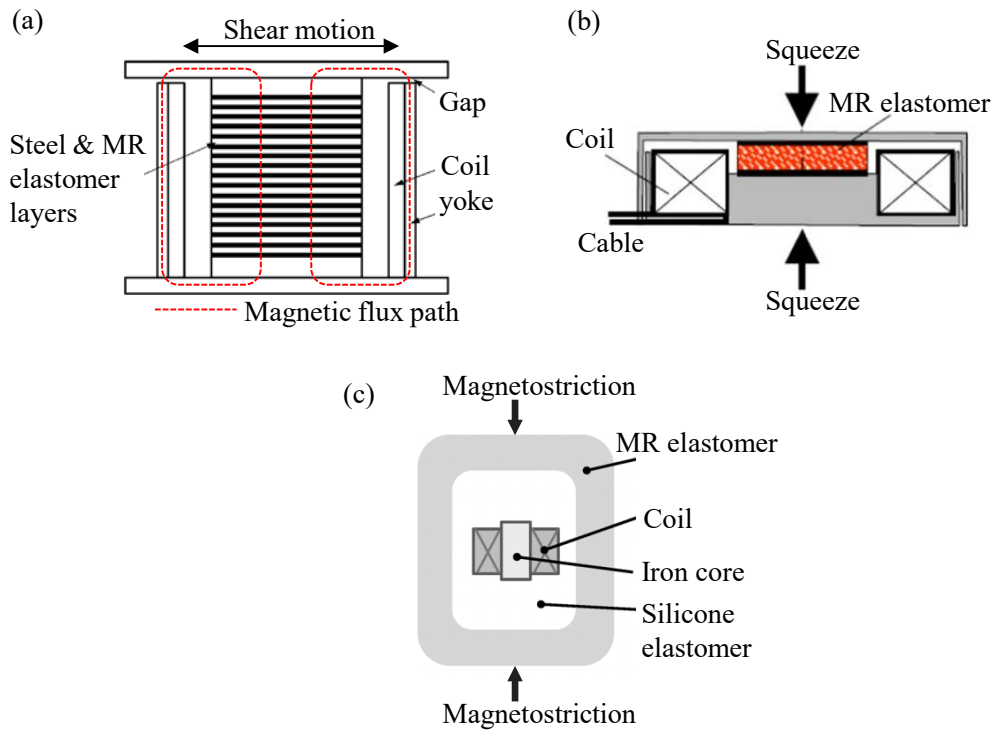 (a)
Shear motion
Gap
Steel & MR
elastomer
layers
Coil
yoke
Magnetic flux path
(b)
Squeeze
MR elastomer
Coil
Cable
Squeeze
(c)
Magnetostriction
MR elastomer
Coil
Iron core
Silicone
elastomer
Magnetostriction